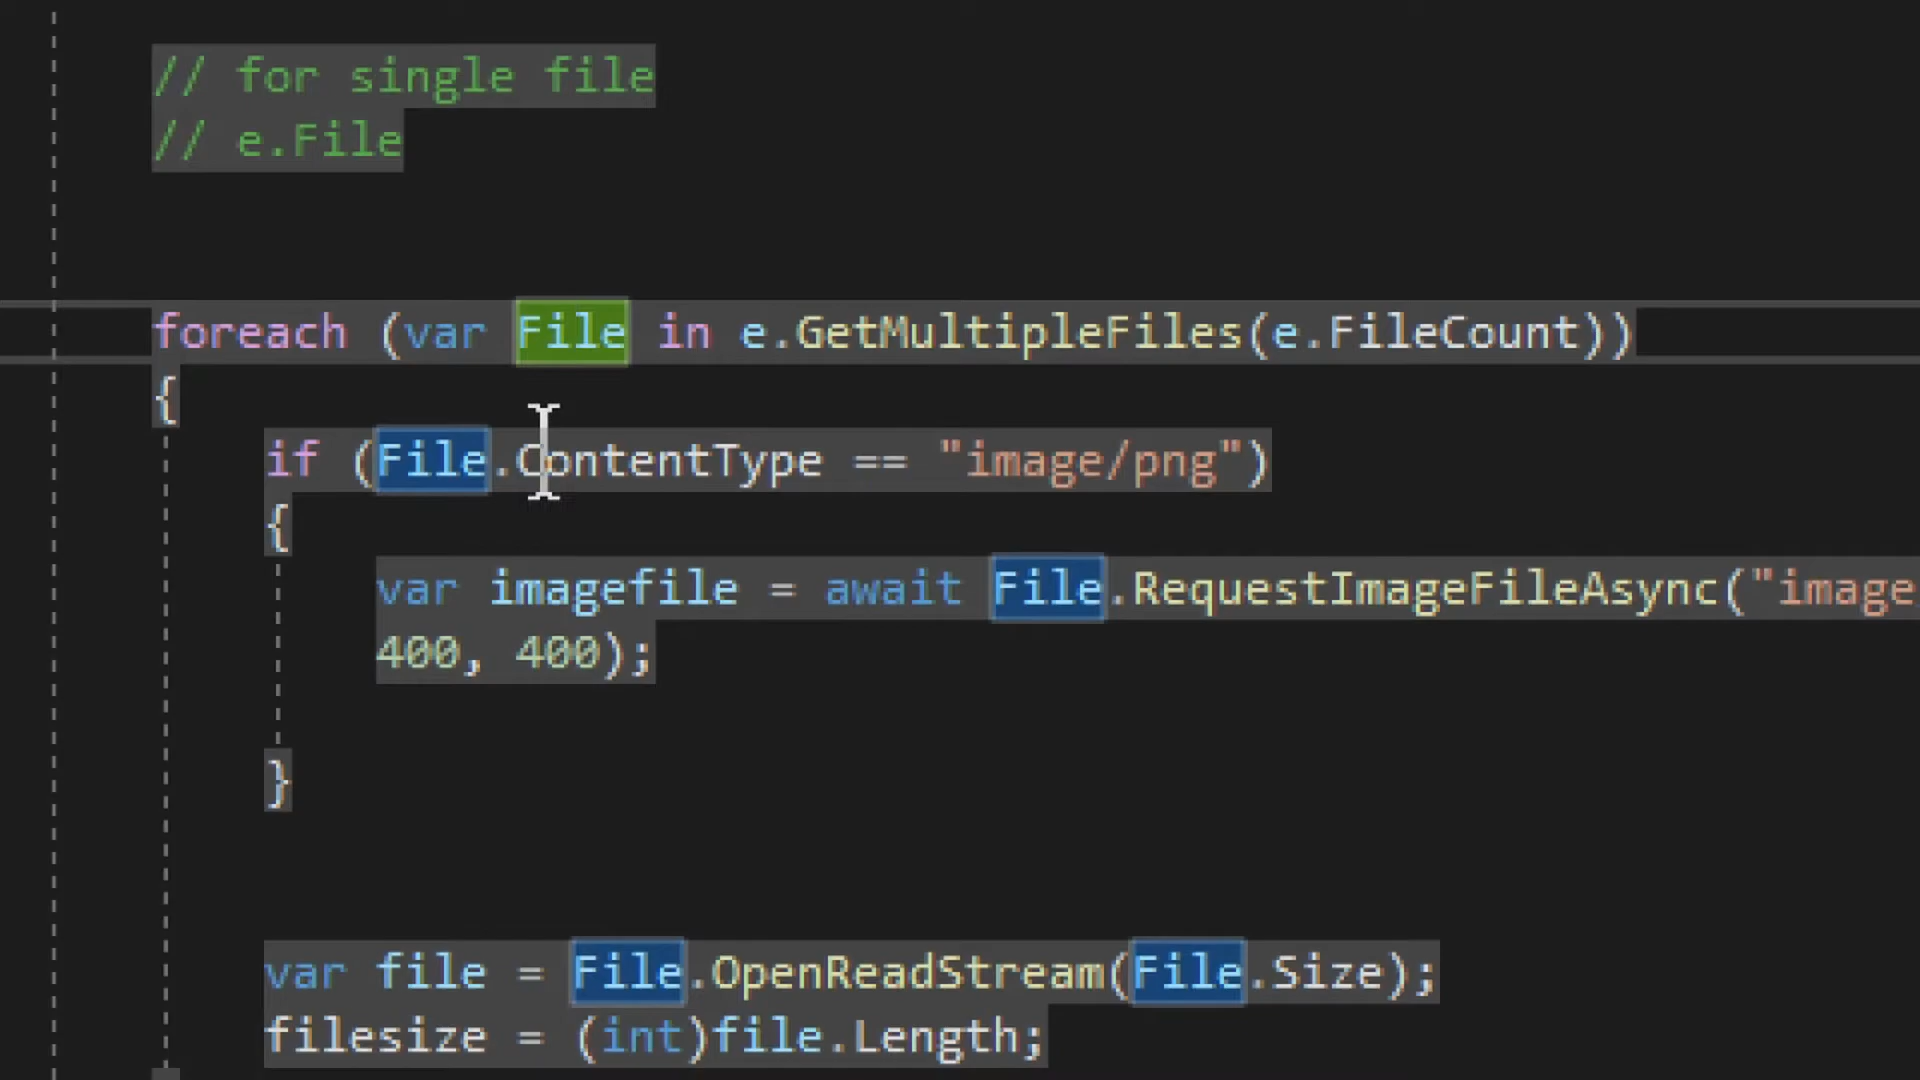 // for single file
// e.File
foreach (var File in e.GetMultipleFiles(e.FileCount))
{
if (File.ContentType == "image/png")
{
var imagefile = await File.RequestImageFileAsync("image
400, 400);
}
var file = File.OpenReadStream(File.Size);
filesize = (int)file.Length;